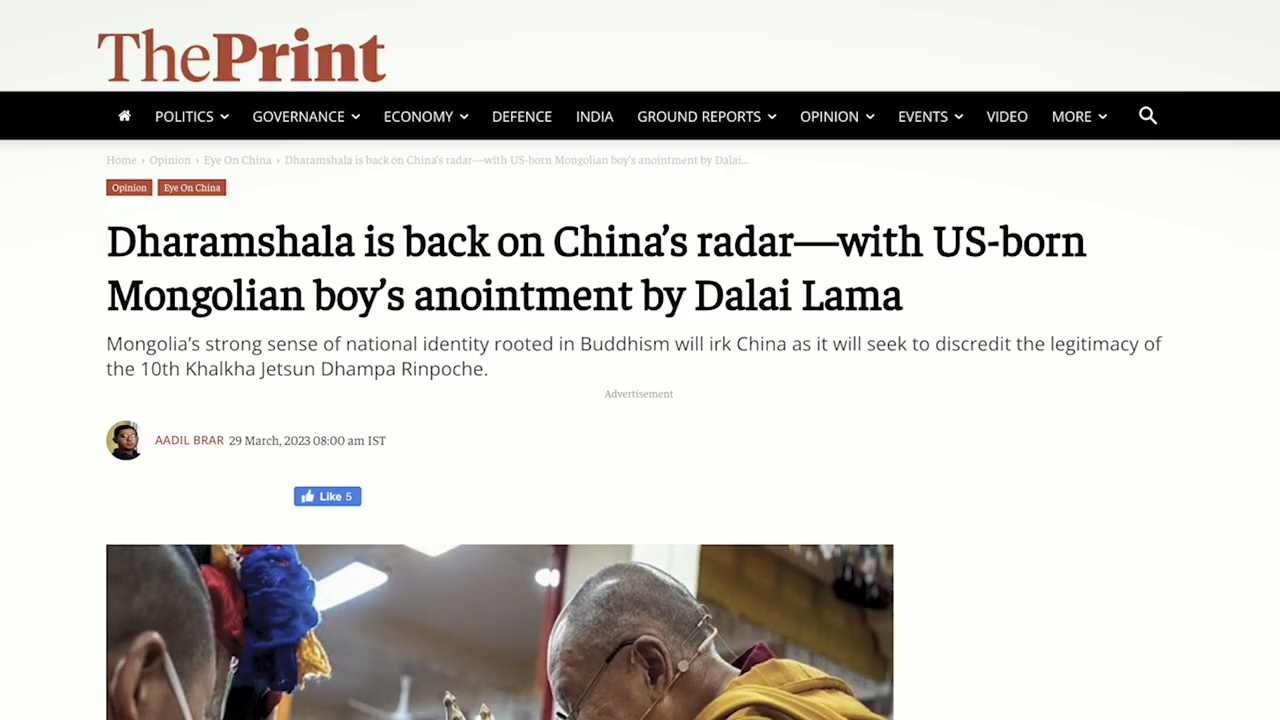 ThePrint
POLITICS GOVERNANCE ECONOMY DEFENCE INDIA GROUND REPORTS OPINION EVENTS VIDEO MORE
Home › Opinion › Eye On China › Dharamshala is back on China's radar—with US-born Mongolian boy's anointment by Dalai...
Opinion Eye On China
Dharamshala is back on China's radar—with US-born
Mongolian boy's anointment by Dalai Lama
Mongolia's strong sense of national identity rooted in Buddhism will irk China as it will seek to discredit the legitimacy of
the 10th Khalkha Jetsun Dhampa Rinpoche.
Advertisement
AADIL BRAR 29 March, 2023 08:00 am IST
Like 5